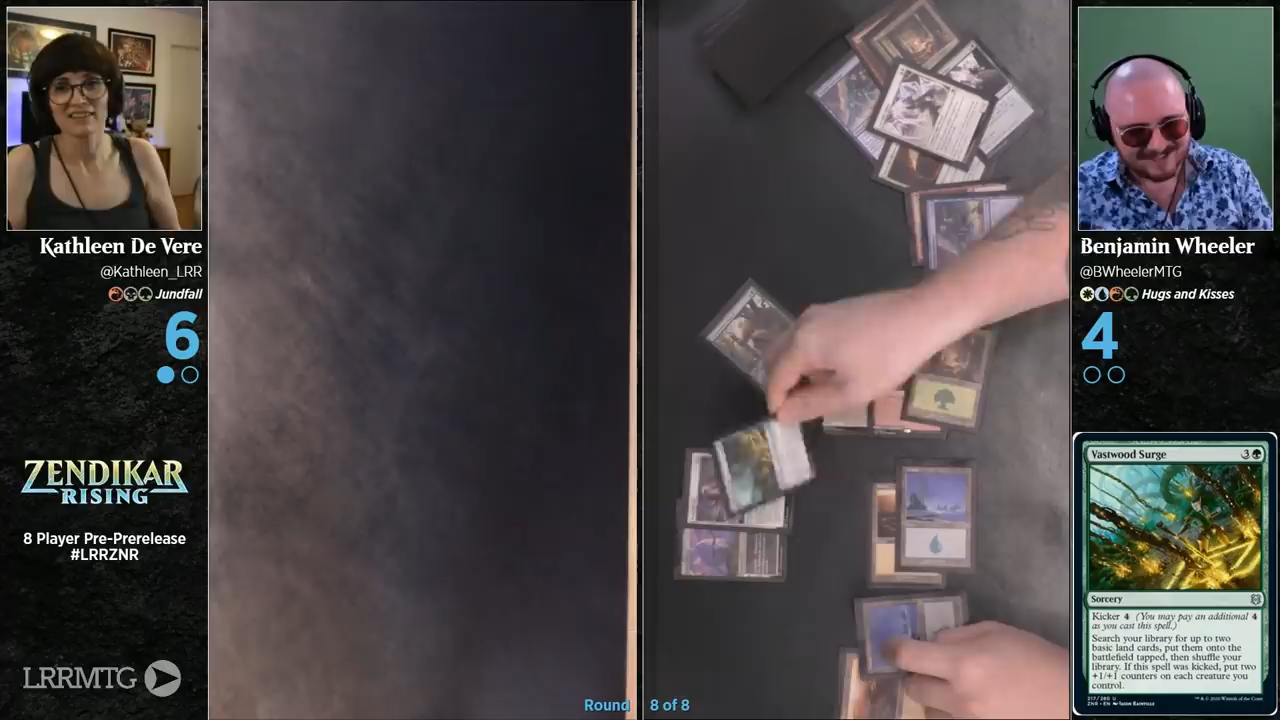 Kathleen De Vere
@Kathleen_LRR
Jundfall
6
ZENDIKAR
RISING
8 Player Pre-Prerelease
#LRRZNR
LRRMTG
Round
8 of 8
Benjamin Wheeler
@BWheelerMTG
Hugs and Kisses
4
Vastwood Surge 3
Sorcery
Kicker 4 (You may pay an additional 4
as you cast this spell.)
Search your library for up to two
basic land cards, put them onto the
battlefield tapped, then shuffle your
library. If this spell was kicked, put two
+1/+1 counters on each creature you
control.